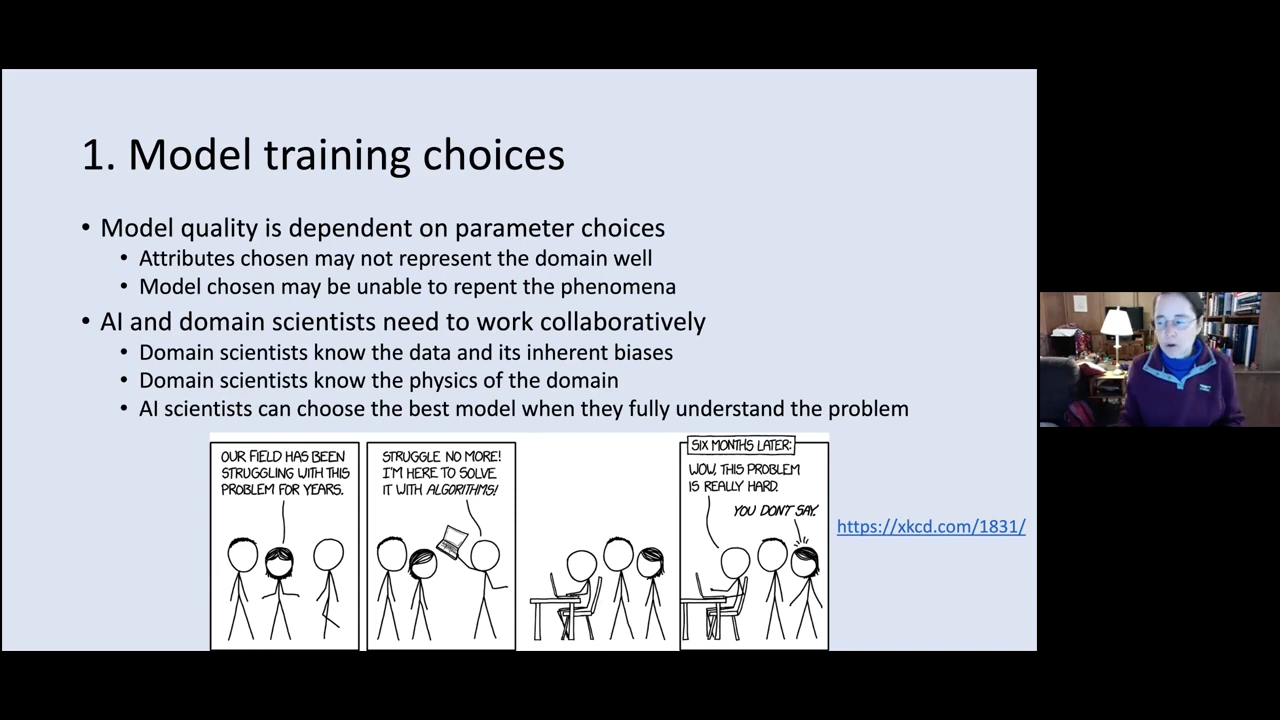 1. Model training choices
• Model quality is dependent on parameter choices
• Attributes chosen may not represent the domain well
• Model chosen may be unable to repent the phenomena
• AI and domain scientists need to work collaboratively
• Domain scientists know the data and its inherent biases
• Domain scientists know the physics of the domain
• AI scientists can choose the best model when they fully understand the problem
OUR FIELD HAS BEEN
STRUGGLING WITH THIS
PROBLEM FOR YEARS.
STRUGGLE NO MORE!
I'M HERE TO SOLVE
IT WITH ALGORITHMS!
SIX MONTHS LATER:
WOW, THIS PROBLEM
IS REALLY HARD.
YOU DON'T SAY.
https://xkcd.com/1831/